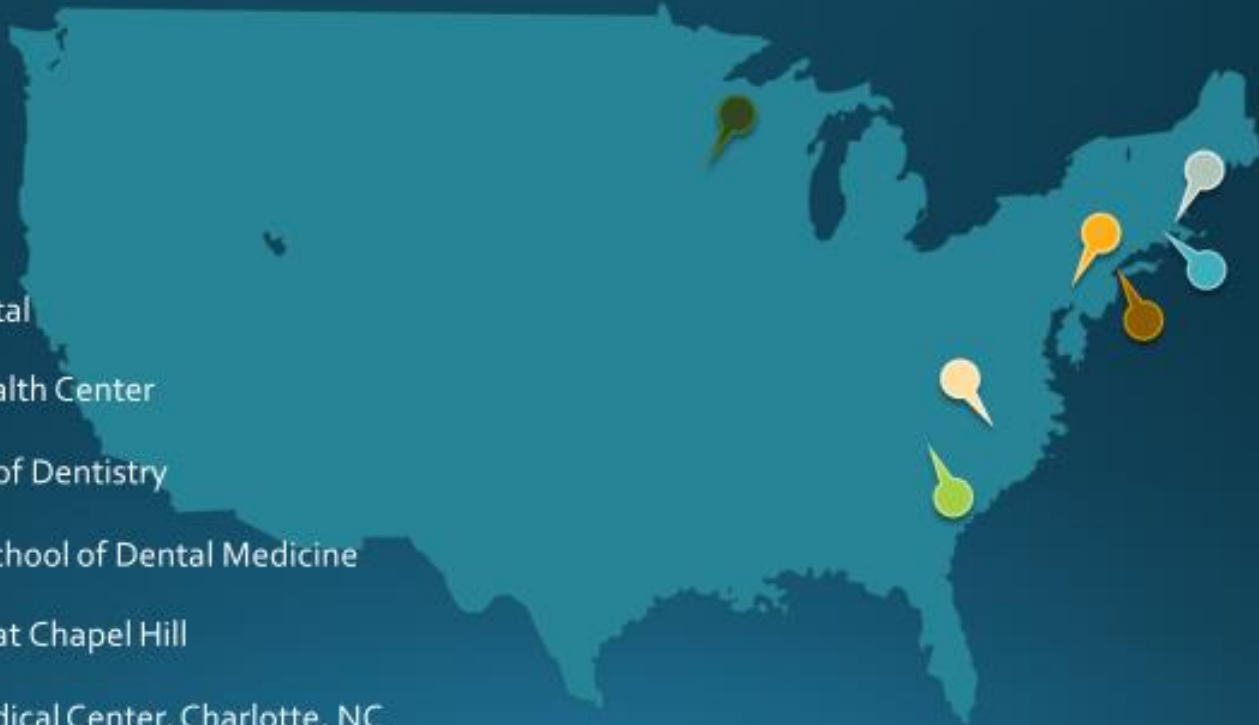 tal
alth Center
of Dentistry
chool of Dental Medicine
at Chapel Hill
dical Center, Charlotte, NC